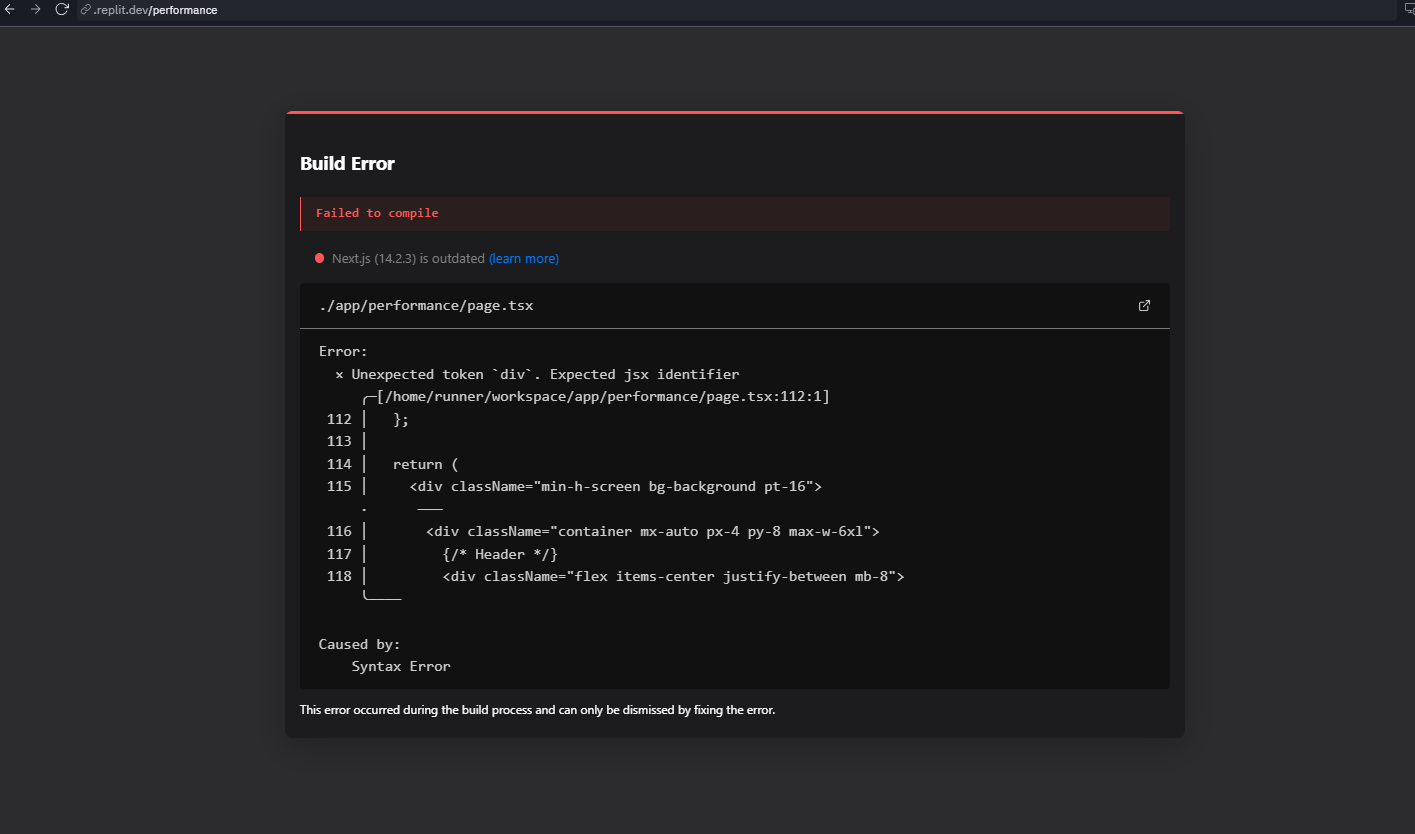 .replit.dev/performance
Build Error
Failed to compile
Next.js (14.2.3) is outdated (learn more)
./app/performance/page.tsx
Error:
× Unexpected token `div`. Expected jsx identifier
╭─[/home/runner/workspace/app/performance/page.tsx:112:1]
112 │   };
113 │
114 │   return (
115 │     <div className="min-h-screen bg-background pt-16">
·      ───
116 │       <div className="container mx-auto px-4 py-8 max-w-6xl">
117 │         {/* Header */}
118 │         <div className="flex items-center justify-between mb-8">
╰────
Caused by:
Syntax Error
This error occurred during the build process and can only be dismissed by fixing the error.